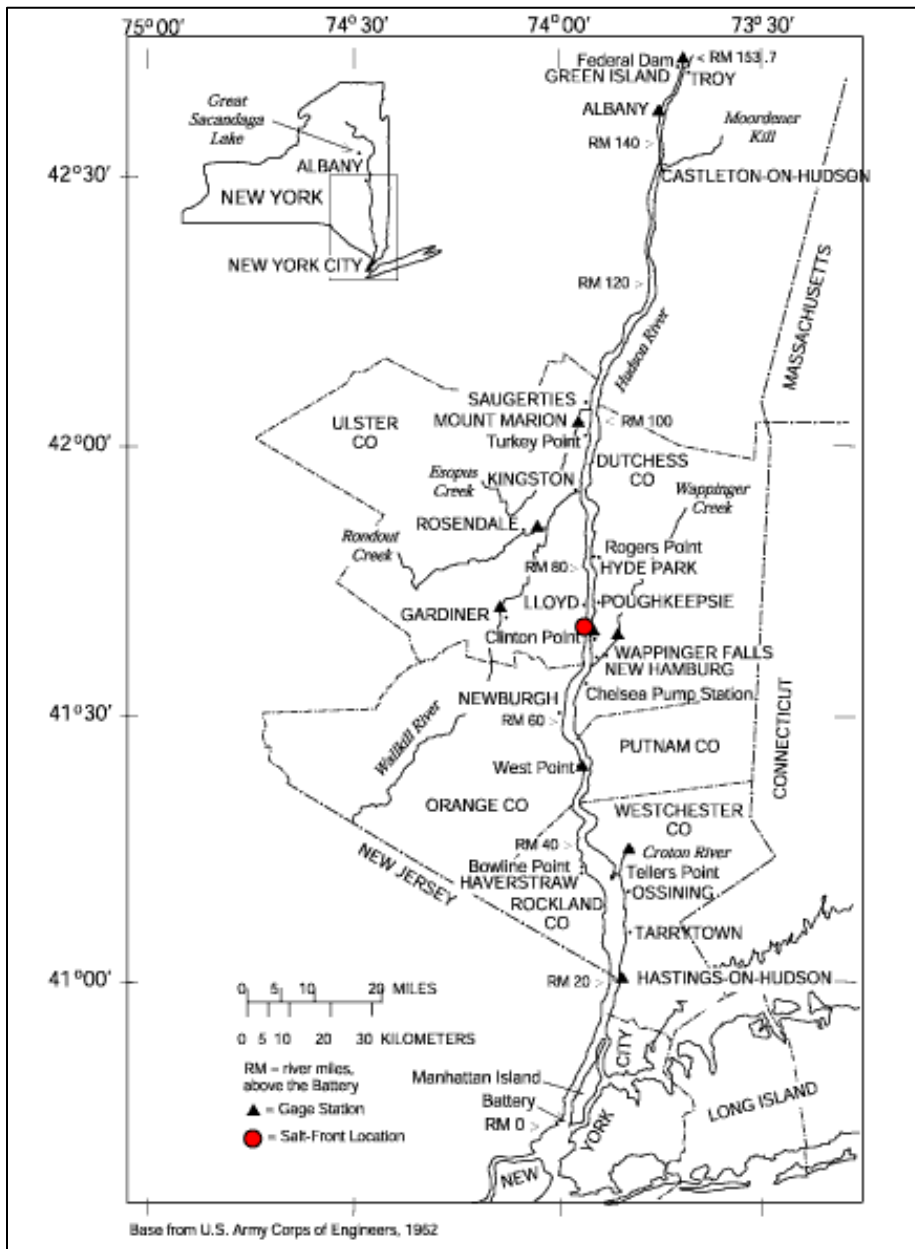 75° 00'
74° 30'
74° 00'
73° 30'
Federal Dam
< RM 153.7
GREEN ISLAND
TROY
Great
Sacandaga
Lake
ALBANY
Moordener
Kill
RM 140 >
ALBANY
42° 30'
CASTLETON-ON-HUDSON
NEW YORK
NEW YORK CITY
RM 120 >
MASSACHUSETTS
Hudson River
SAUGERTIES
ULSTER
CO
MOUNT MARION
< RM 100
Turkey Point
42° 00'
DUTCHESS
CO
Esopus
Creek
KINGSTON
Wappinger
Creek
ROSENDALE
Rondout
Creek
Rogers Point
RM 80 >
HYDE PARK
LLOYD
POUGHKEEPSIE
GARDINER
Clinton Point
WAPPINGER FALLS
NEW HAMBURG
NEWBURGH
Chelsea Pump Station
41° 30'
RM 60 >
CONNECTICUT
Wallkill River
PUTNAM CO
West Point
ORANGE CO
WESTCHESTER
CO
RM 40 >
Croton River
NEW JERSEY
Bowline Point
Tellers Point
HAVERSTRAW
OSSINING
ROCKLAND
CO
TARRYTOWN
41° 00'
RM 20 >
HASTINGS-ON-HUDSON
0 5 10 20 MILES
0 5 10 20 30 KILOMETERS
RM = river miles,
above the Battery
▲ = Gage Station
= Salt-Front Location
Manhattan Island
Battery
RM 0 >
NEW
YORK
CITY
LONG ISLAND
Base from U.S. Army Corps of Engineers, 1962